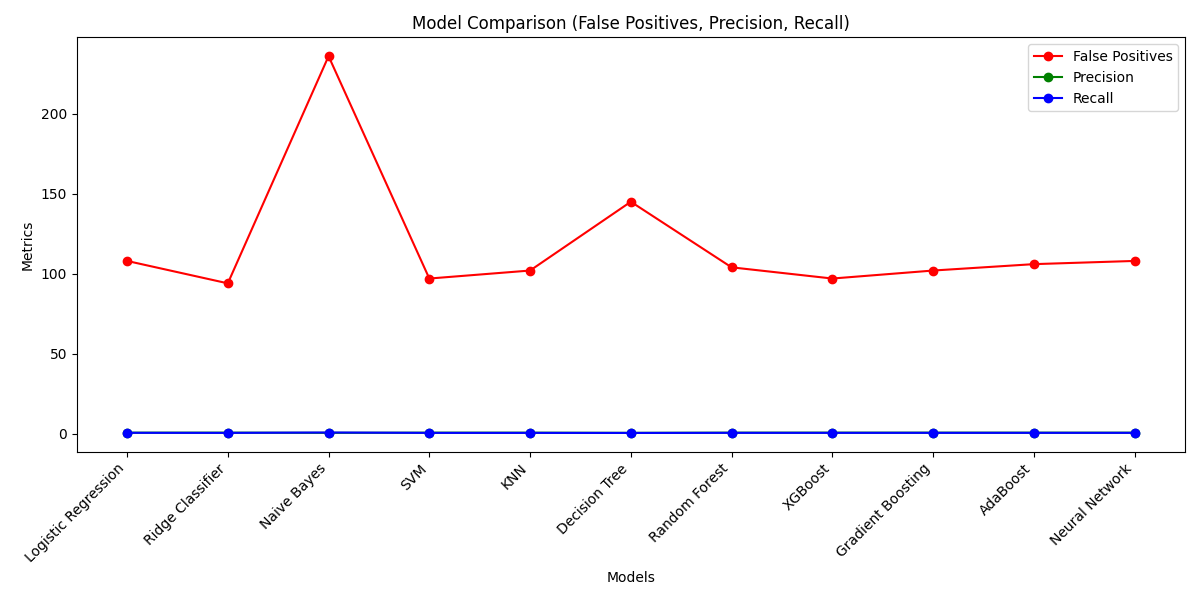 Model Comparison (False Positives, Precision, Recall)
False Positives
Precision
Recall
Metrics
200
150
100
50
0
Logistic Regression
Ridge Classifier
Naive Bayes
SVM
KNN
Decision Tree
Random Forest
XGBoost
Gradient Boosting
AdaBoost
Neural Network
Models